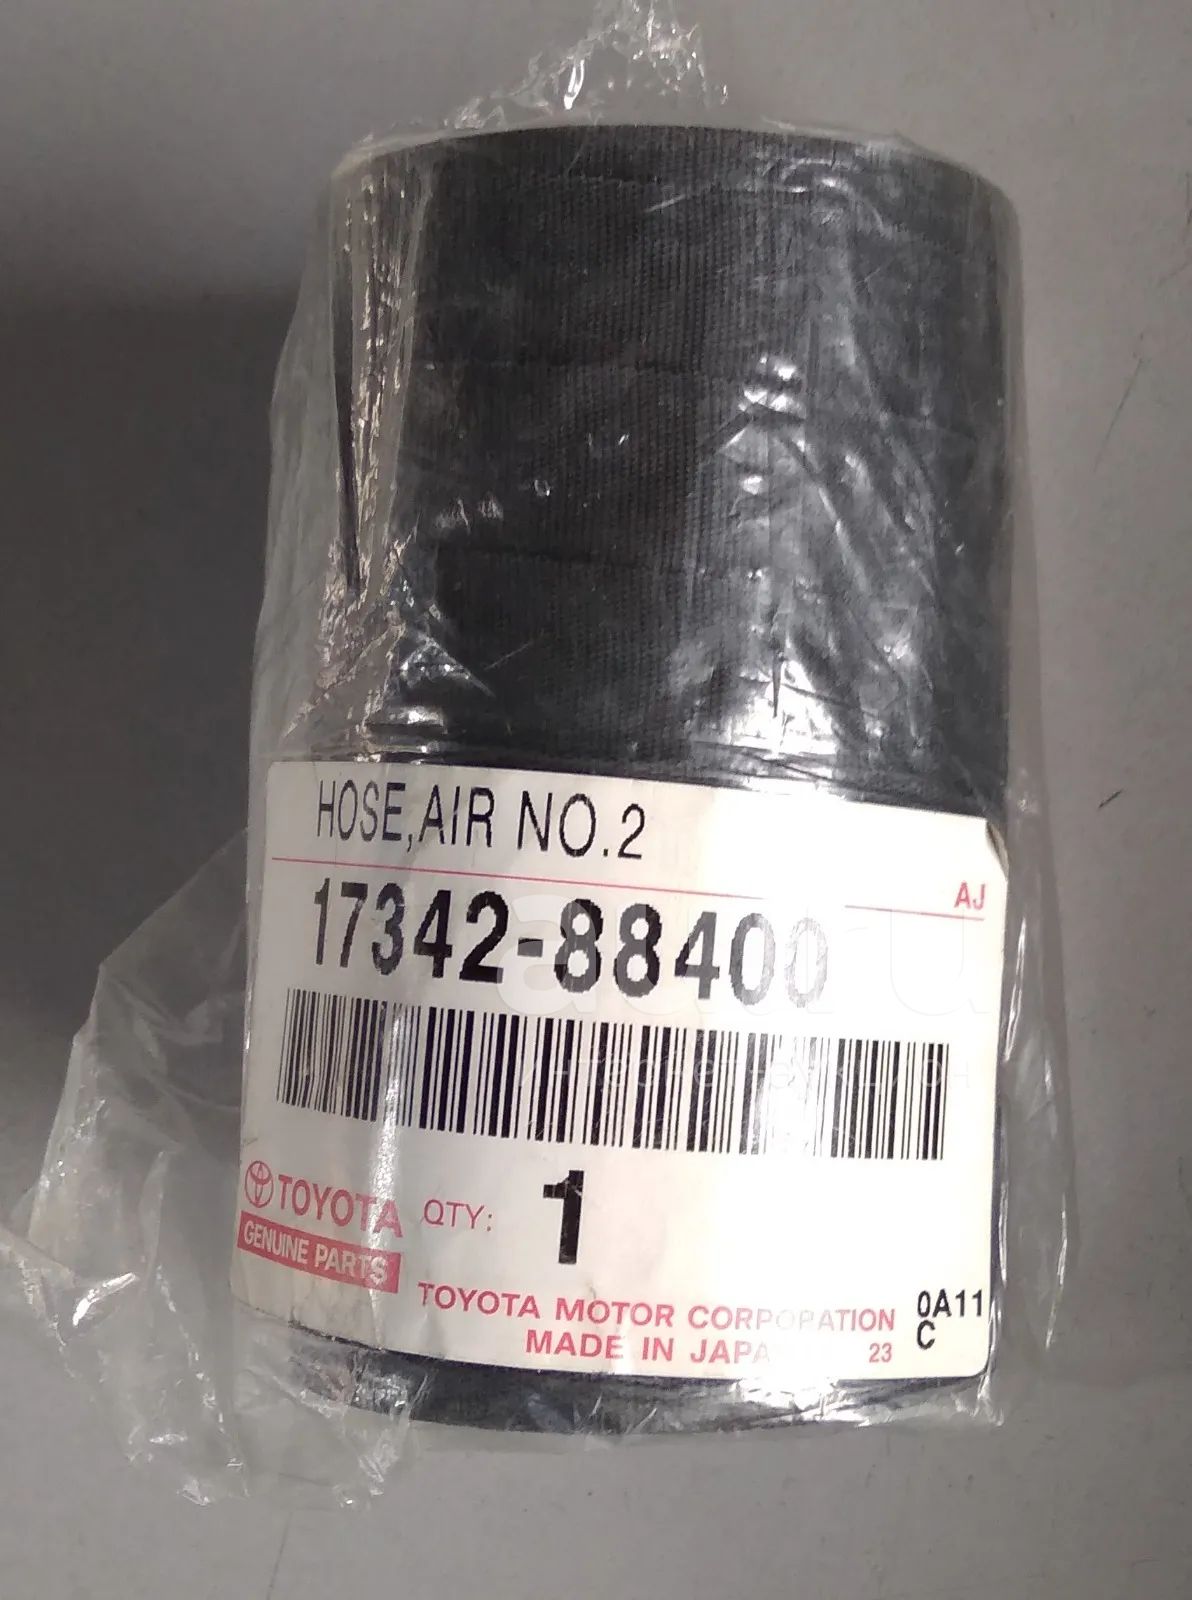 HOSE,AIR NO.2
AJ
17342-88400
TOYOTA QTY: 1
GENUINE PARTS
TOYOTA MOTOR CORPORATION 0A11
MADE IN 23 C